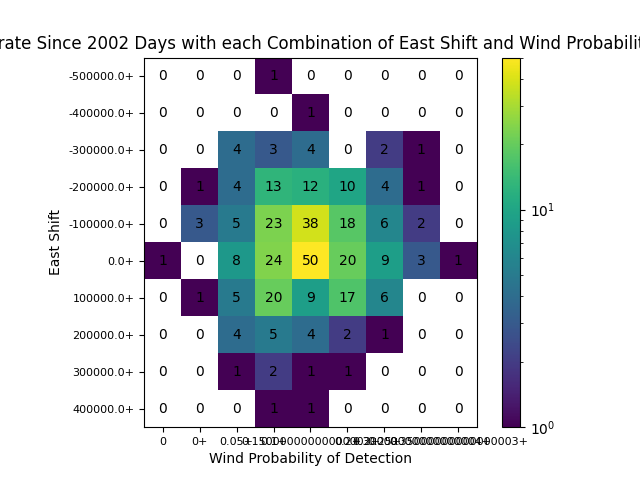 rate Since 2002 Days with each Combination of East Shift and Wind Probabilit
-500000.0+ 0 0 0 1 0 0 0 0 0
-400000.0+ 0 0 0 0 1 0 0 0 0
-300000.0+ 0 0 4 3 4 0 2 1 0
-200000.0+ 0 1 4 13 12 10 4 1 0
-100000.0+ 0 3 5 23 38 18 6 2 0
0.0+ 1 0 8 24 50 20 9 3 1
100000.0+ 0 1 5 20 9 17 6 0 0
200000.0+ 0 0 4 5 4 2 1 0 0
300000.0+ 0 0 1 2 1 1 0 0 0
400000.0+ 0 0 0 1 1 0 0 0 0
East Shift
0 0+ 0.05+
Wind Probability of Detection
10^1
10^0